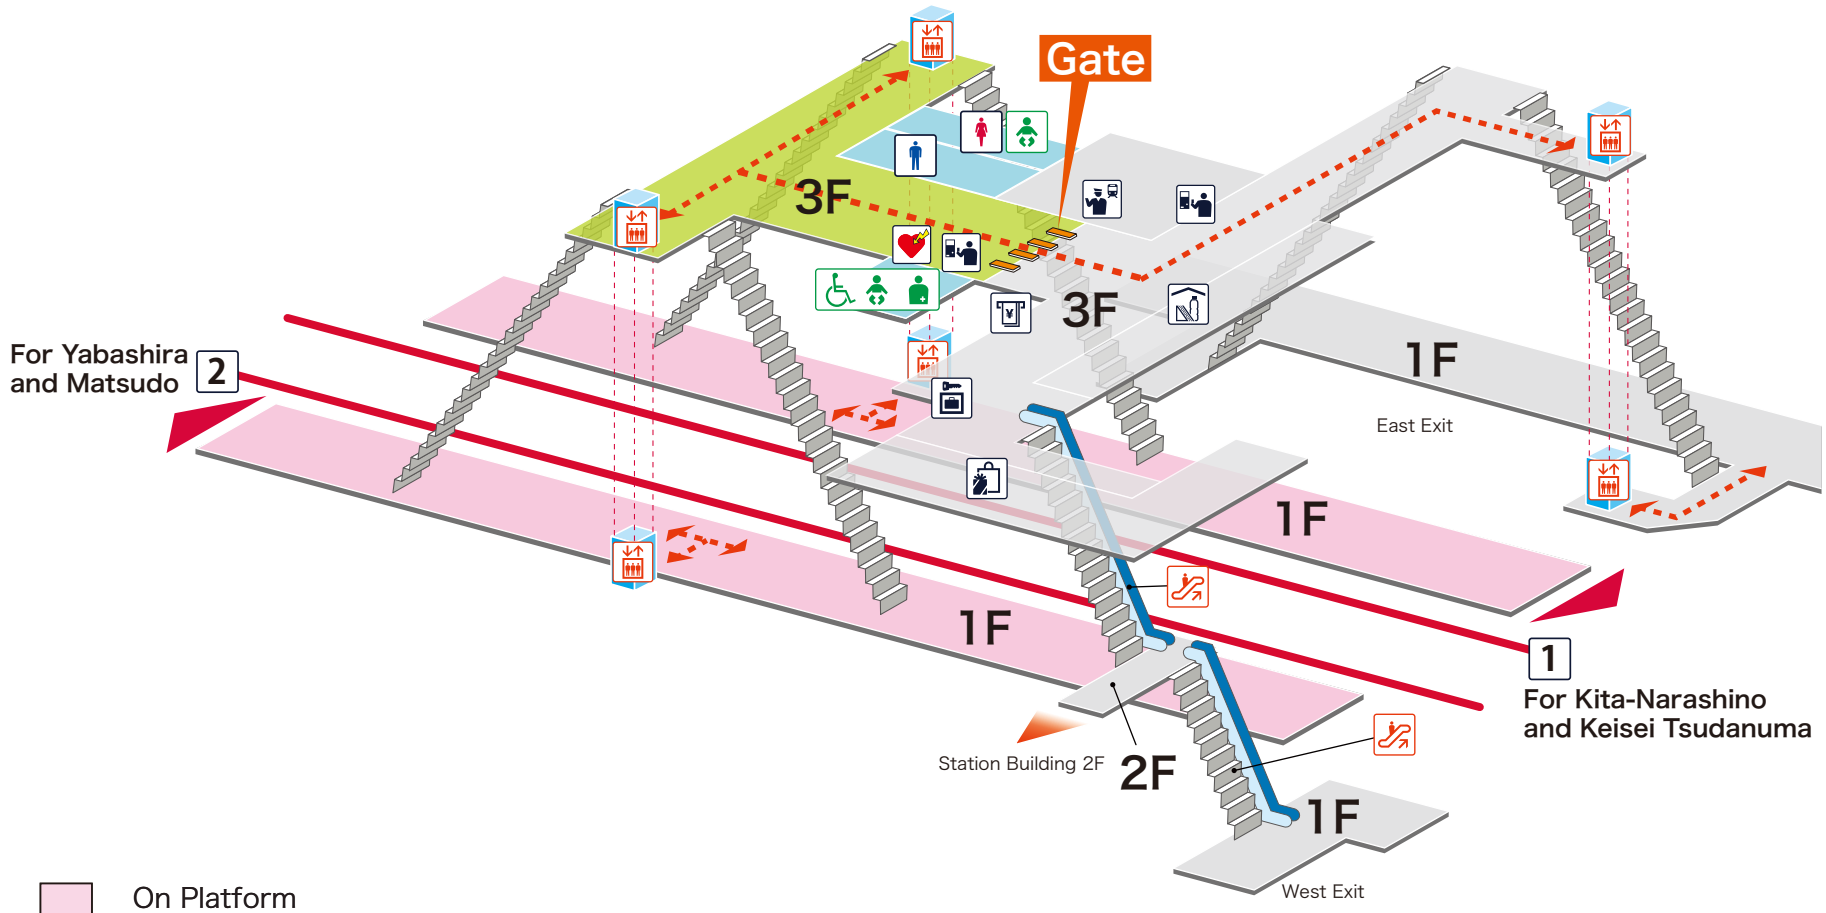 Gate
3F
3F
¥
1F
For Yabashira
and Matsudo
2
East Exit
1F
1F
1
For Kita-Narashino
and Keisei Tsudanuma
Station Building 2F
2F
1F
West Exit
On Platform